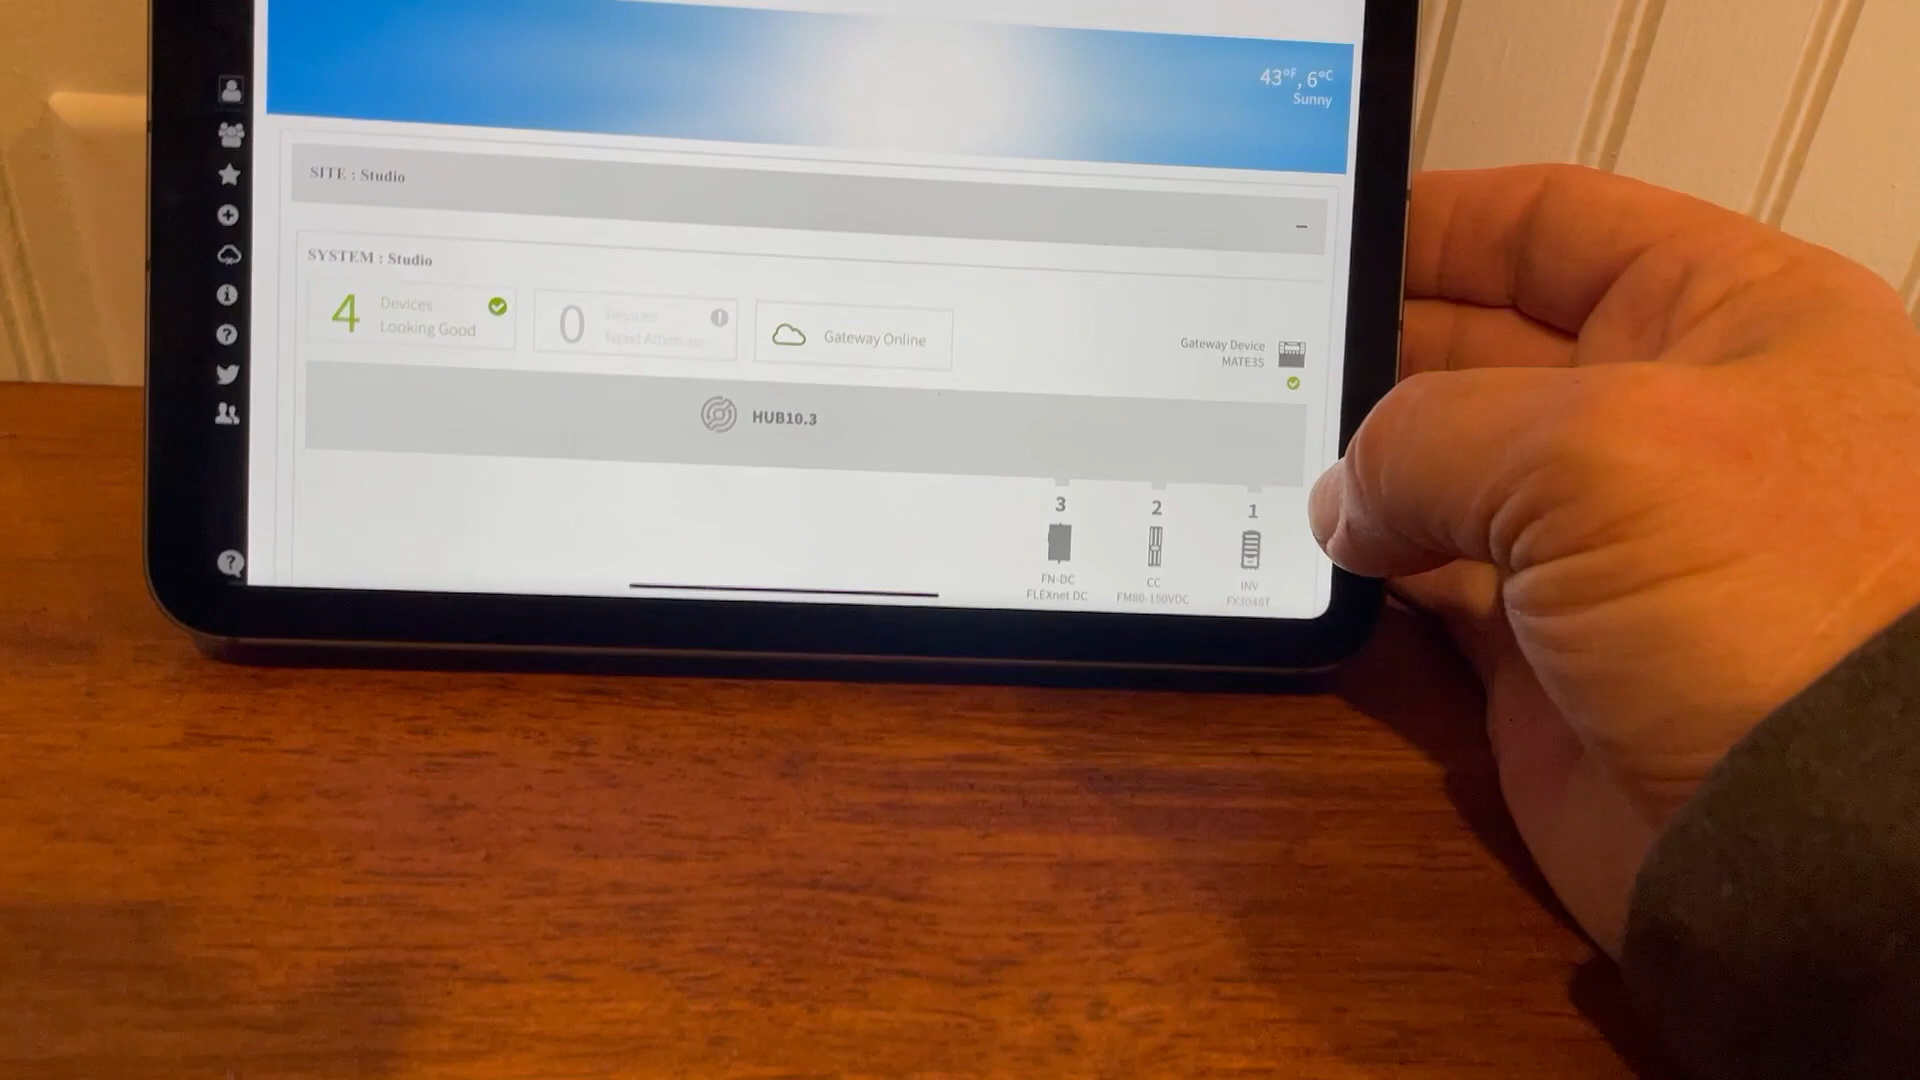 43°F, 6°C
Sunny
SITE : Studio
SYSTEM : Studio
4
Devices
Looking Good
0
Devices
Need Attention
Gateway Online
Gateway Device
MATE3S
HUB10.3
3
FN-DC
FLEXnet DC
2
CC
FM80-150VDC
1
INV
FX3048T